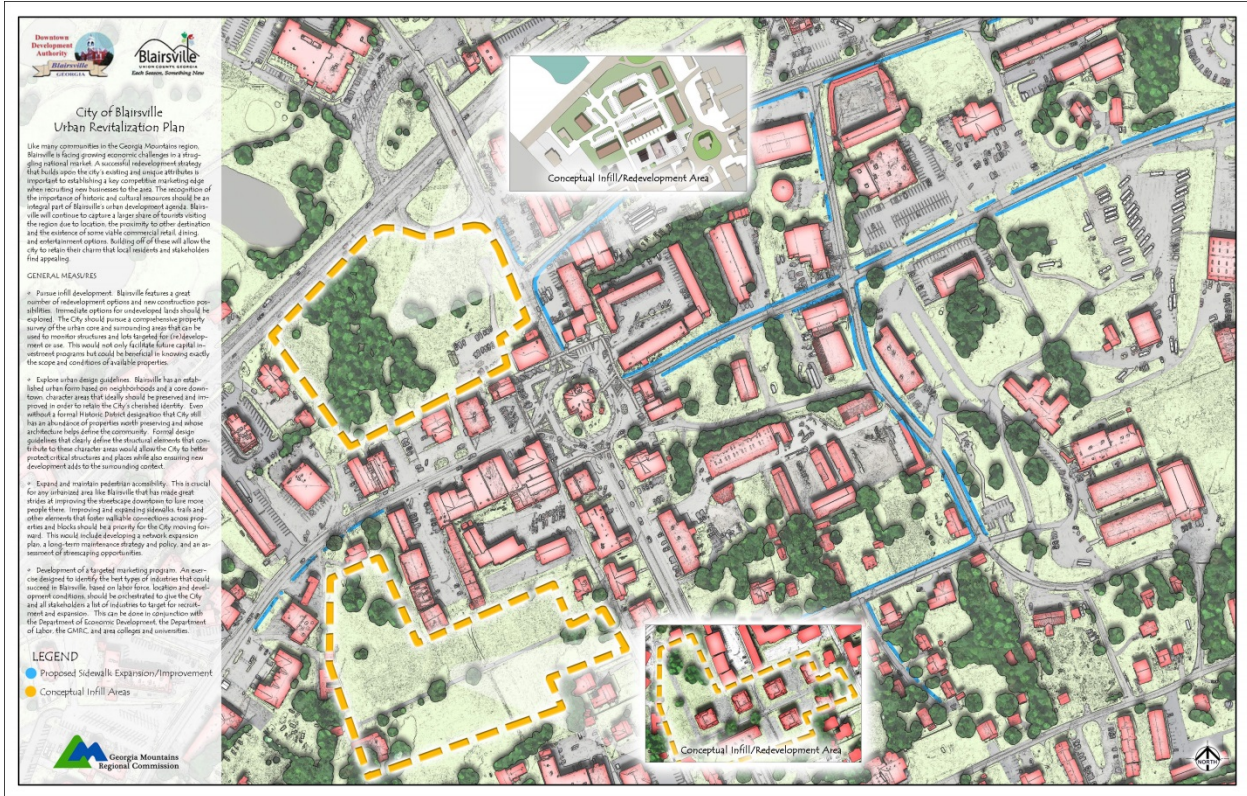 Downtown
Development
Authority
Blairsville
GEORGIA
Blairsville
UNION COUNTY, GEORGIA
Each Season, Something New
City of Blairsville
Urban Revitalization Plan
Like many communities in the Georgia Mountains region,
Blairsville is facing growing economic challenges in a strug-
gling national market. A successful redevelopment strategy
that builds upon the city's existing and unique attributes is
important to establishing a key competitive marketing edge
when recruiting new businesses to the area. The recognition of
the importance of historic and cultural resources should be an
integral part of Blairsville's urban development agenda. Blairs-
ville will continue to capture a larger share of tourists visiting
the region due to location, the proximity to other destination
and the existence of some viable commercial retail, dining,
and entertainment options. Building off of these will allow the
city to retain their charm that local residents and stakeholders
find appealing.
GENERAL MEASURES
* Pursue infill development. Blairsville features a great
number of redevelopment options and new construction pos-
sibilities. Immediate options for undeveloped lands should be
explored. The City should pursue a comprehensive property
survey of the urban core and surrounding areas that can be
used to monitor structures and lots targeted for (re)develop-
ment or use. This would not only facilitate future capital in-
vestment programs but could be beneficial in knowing exactly
the scope and conditions of available properties.
* Explore urban design guidelines. Blairsville has an estab-
lished urban form based on neighborhoods and a core down-
town, character areas that ideally should be preserved and im-
proved in order to retain the City's cherished identity. Even
without a formal Historic District designation that City still
has an abundance of properties worth preserving and whose
architecture helps define the community. Formal design
guidelines that clearly define the structural elements that con-
tribute to these character areas would allow the City to better
protect critical structures and places while also ensuring new
development adds to the surrounding context.
* Expand and maintain pedestrian accessibility. This is crucial
for any urbanized area like Blairsville that has made great
strides at improving the streetscape downtown to lure more
people there. Improving and expanding sidewalks, trails and
other elements that foster walkable connections across prop-
erties and blocks should be a priority for the City moving for-
ward. This would include developing a network expansion
plan, a long-term maintenance strategy and policy, and an as-
sessment of streetscaping opportunities.
* Development of a targeted marketing program. An exer-
cise designed to identify the best types of industries that could
succeed in Blairsville, based on labor force, location and devel-
opment conditions, should be orchestrated to give the City
and all stakeholders a list of industries to target for recruit-
ment and expansion. This can be done in conjunction with
the Department of Economic Development, the Department
of Labor, the GMRC, and area colleges and universities.
LEGEND
Proposed Sidewalk Expansion/Improvement
Conceptual Infill Areas
Georgia Mountains
Regional Commission
Conceptual Infill/Redevelopment Area
Conceptual Infill/Redevelopment Area
NORTH